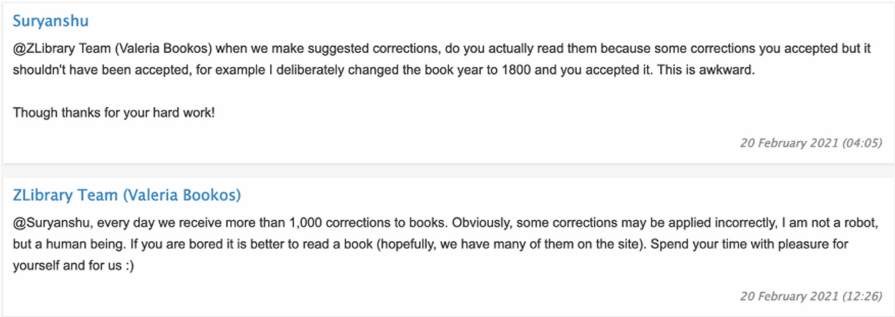 Suryanshu
@ZLibrary Team (Valeria Bookos) when we make suggested corrections, do you actually read them because some corrections you accepted but it
shouldn't have been accepted, for example I deliberately changed the book year to 1800 and you accepted it. This is awkward.
Though thanks for your hard work!
20 February 2021 (04:05)
ZLibrary Team (Valeria Bookos)
@Suryanshu, every day we receive more than 1,000 corrections to books. Obviously, some corrections may be applied incorrectly, I am not a robot,
but a human being. If you are bored it is better to read a book (hopefully, we have many of them on the site). Spend your time with pleasure for
yourself and for us :)
20 February 2021 (12:26)